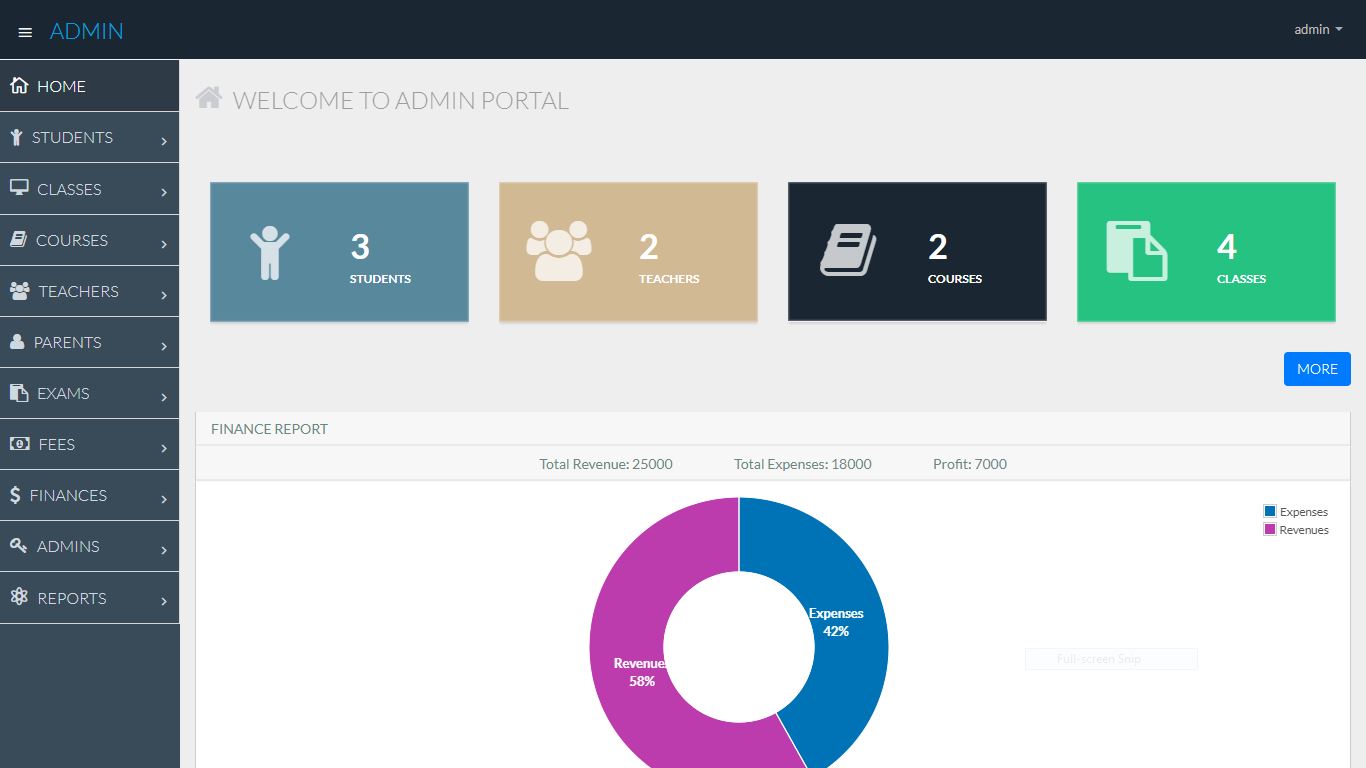 ADMIN
admin
HOME
STUDENTS
CLASSES
COURSES
TEACHERS
PARENTS
EXAMS
FEES
FINANCES
ADMINS
REPORTS
WELCOME TO ADMIN PORTAL
3
STUDENTS
2
TEACHERS
2
COURSES
4
CLASSES
MORE
FINANCE REPORT
Total Revenue: 25000 Total Expenses: 18000 Profit: 7000
Expenses
Revenues
Expenses
42%
Revenues
58%
Full-screen Snip